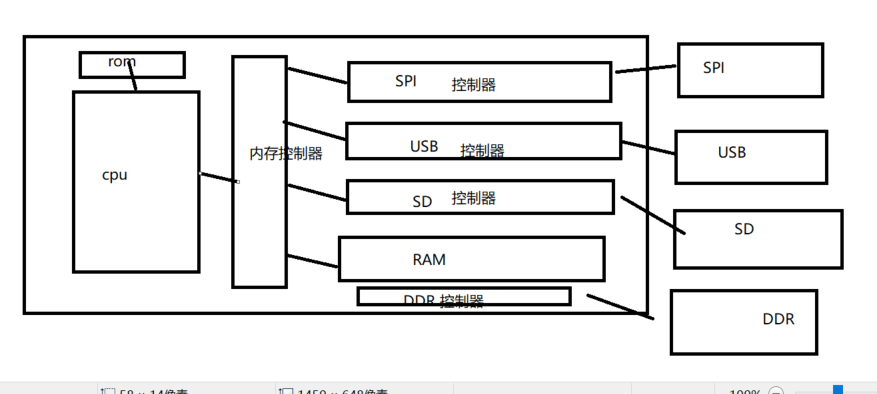 rom
cpu
内存控制器
SPI 控制器
USB 控制器
SD 控制器
RAM
DDR 控制器
SPI
USB
SD
DDR
58 × 14像素
1450 × 648像素
100%